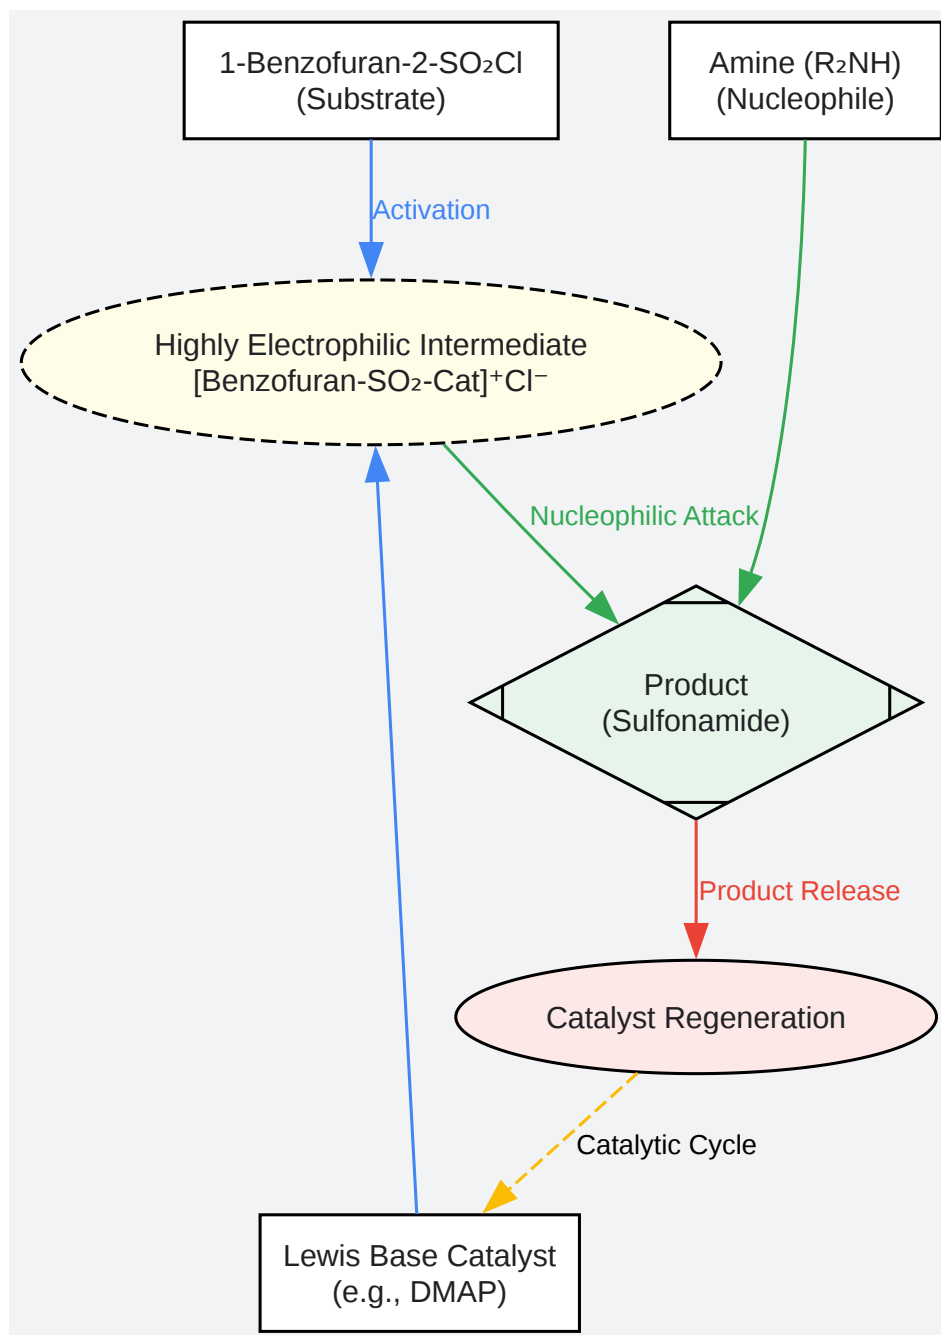 1-Benzofuran-2-SO₂Cl
(Substrate)
Amine (R₂NH)
(Nucleophile)
Activation
Highly Electrophilic Intermediate
[Benzofuran-SO₂-Cat]⁺Cl⁻
Nucleophilic Attack
Product
(Sulfonamide)
Product Release
Catalyst Regeneration
Catalytic Cycle
Lewis Base Catalyst
(e.g., DMAP)